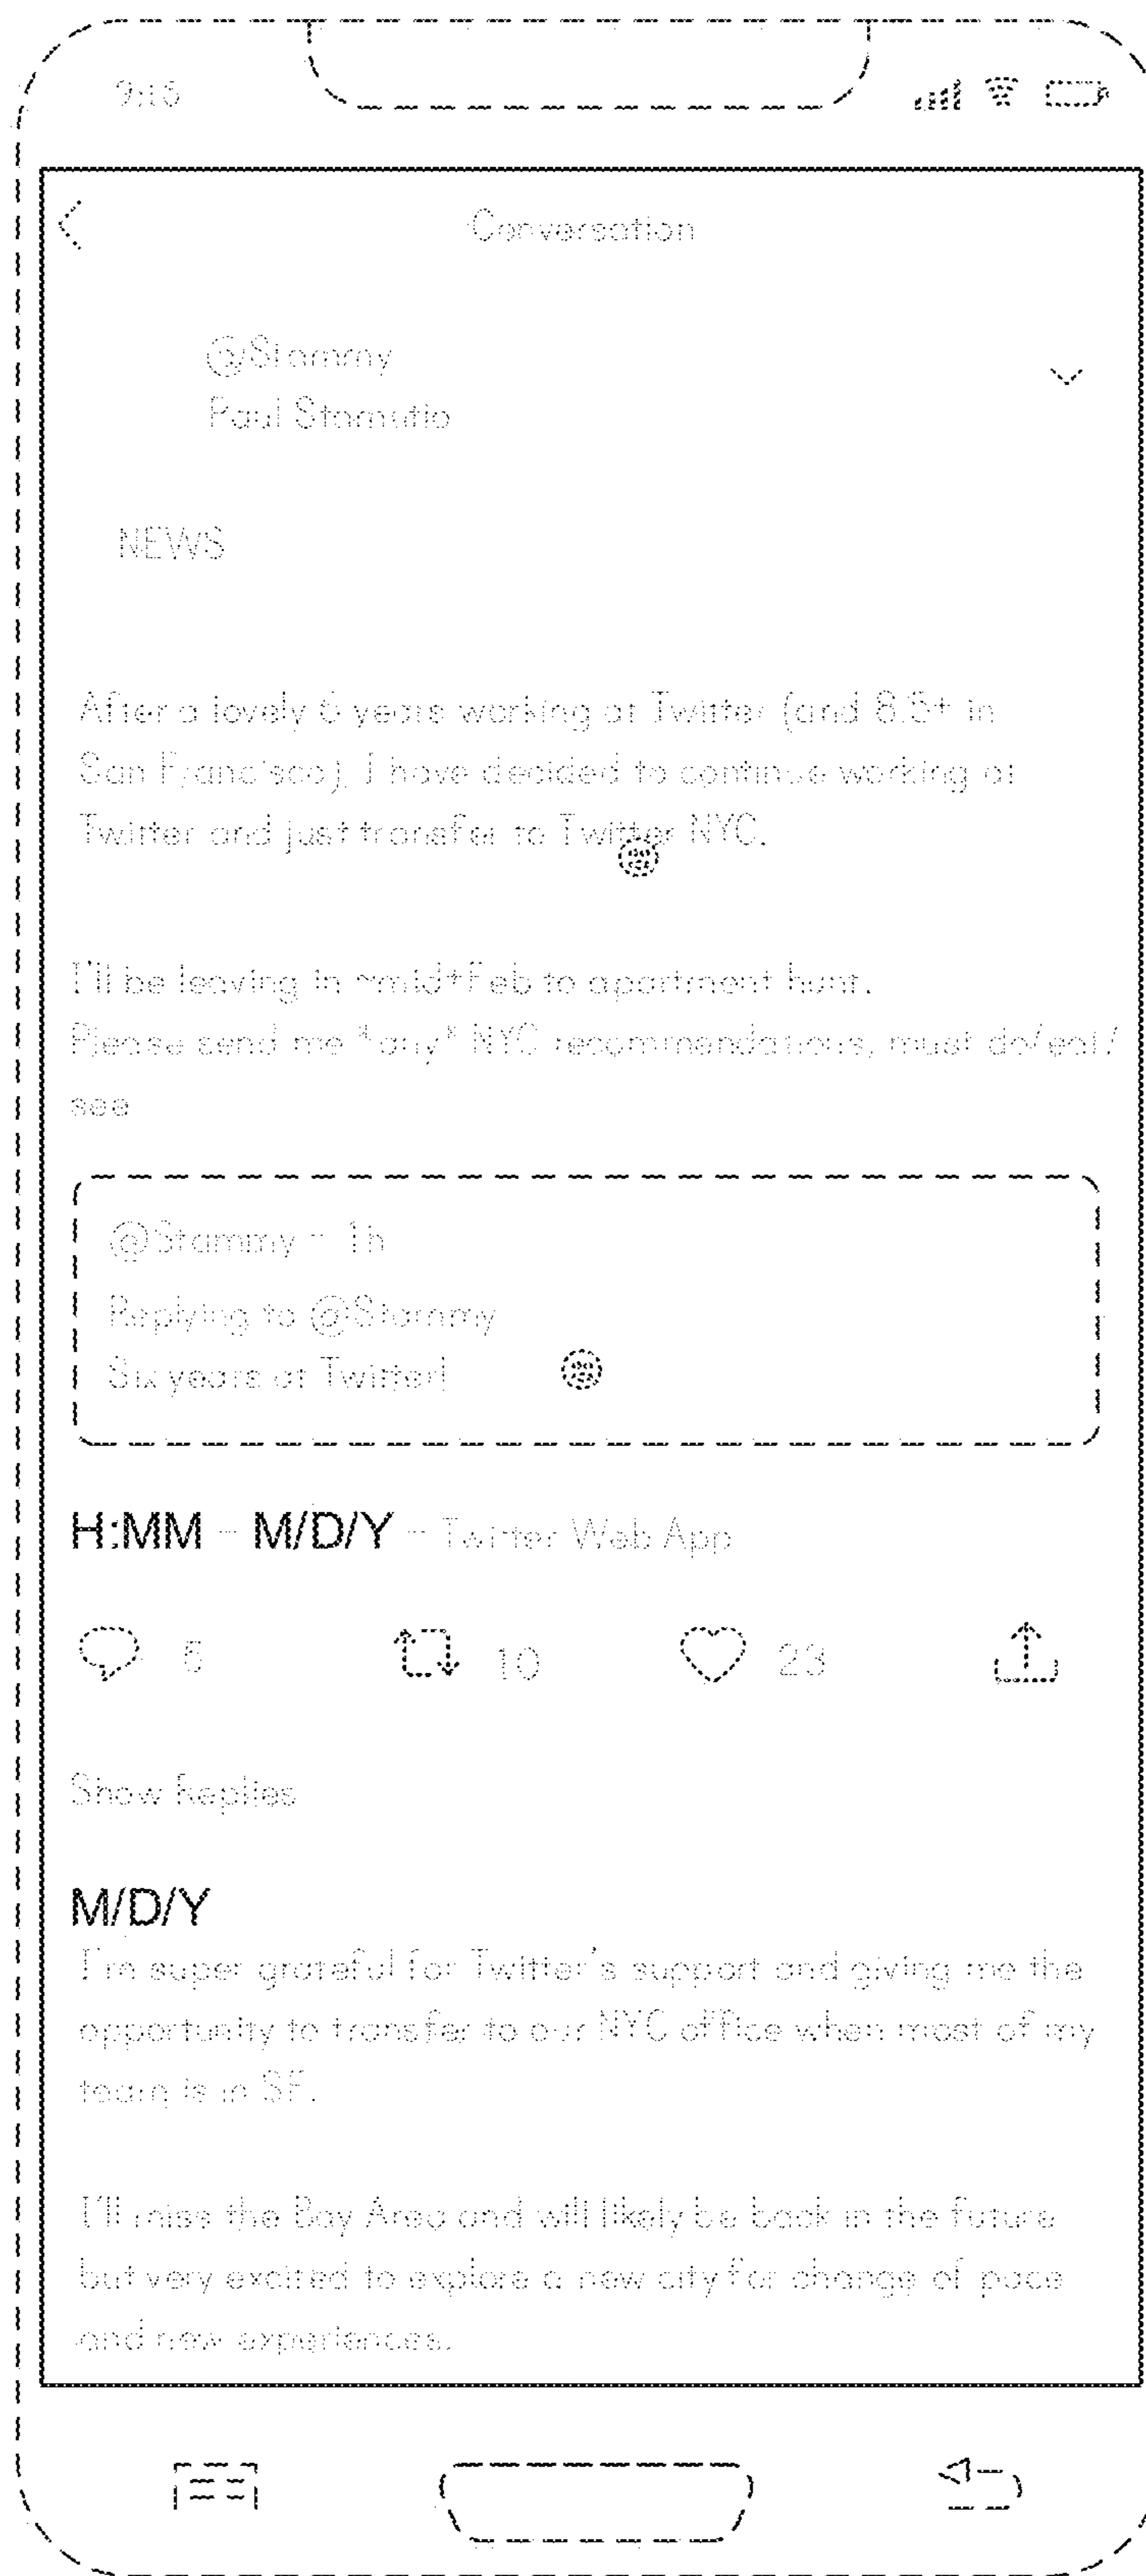 9:15
Conversation
@Stammy
Paul Stamatio
NEWS
After a lovely 6 years working at Twitter (and 8.5+ in
San Francisco), I have decided to continue working at
Twitter and just transfer to Twitter NYC.
I'll be leaving in ~mid+Feb to apartment hunt.
Please send me *any* NYC recommendations, must do/eat/
see
@Stammy - 1h
Replying to @Stammy
Six years at Twitter
H:MM - M/D/Y - Twitter Web App
10
23
Show Replies
M/D/Y
I'm super grateful for Twitter's support and giving me the
opportunity to transfer to our NYC office when most of my
team is in SF.
I'll miss the Bay Area and will likely be back in the future
but very excited to explore a new city for change of pace
and new experiences.